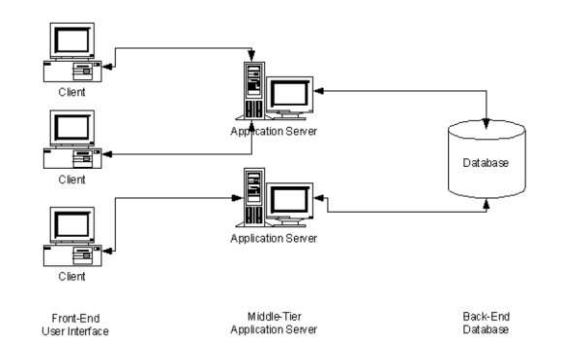 Client
Application Server
Client
Database
Application Server
Client
Front-End
User Interface
Middle-Tier
Application Server
Back-End
Database